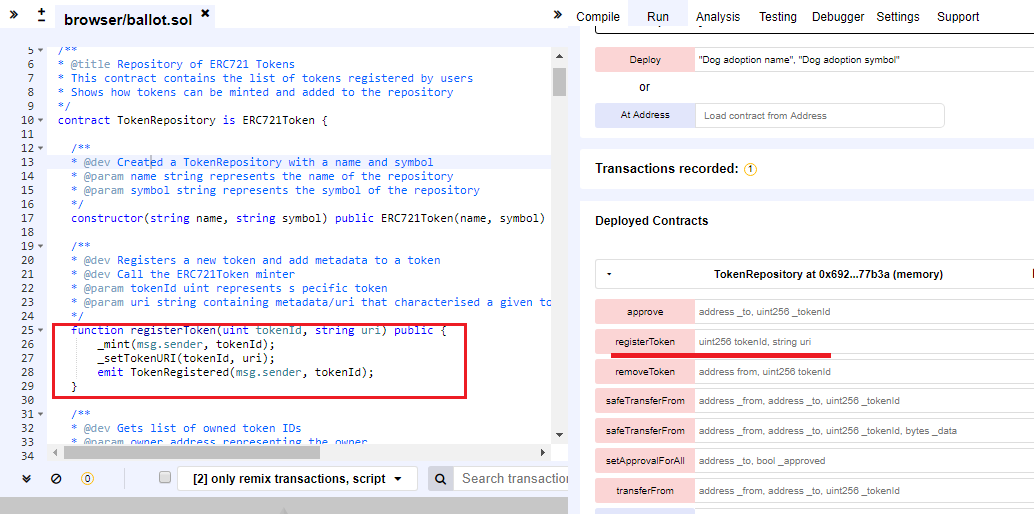 browser/ballot.sol
5 /**
6 * @title Repository of ERC721 Tokens
7 * This contract contains the list of tokens registered by users
8 * Shows how tokens can be minted and added to the repository
9 */
10 contract TokenRepository is ERC721Token {
11
12 /**
13 * @dev Created a TokenRepository with a name and symbol
14 * @param name string represents the name of the repository
15 * @param symbol string represents the symbol of the repository
16 */
17 constructor(string name, string symbol) public ERC721Token(name, symbol)
18
19 /**
20 * @dev Registers a new token and add metadata to a token
21 * @dev Call the ERC721Token minter
22 * @param tokenId uint represents s pecific token
23 * @param uri string containing metadata/uri that characterised a given to
24 */
25 function registerToken(uint tokenId, string uri) public {
26 _mint(msg.sender, tokenId);
27 _setTokenURI(tokenId, uri);
28 emit TokenRegistered(msg.sender, tokenId);
29 }
30
31 /**
32 * @dev Gets list of owned token IDs
33 * @param owner address representing the owner
34
0
[2] only remix transactions, script
Search transaction
Compile Run Analysis Testing Debugger Settings Support
Deploy "Dog adoption name", "Dog adoption symbol"
or
At Address Load contract from Address
Transactions recorded: 1
Deployed Contracts
TokenRepository at 0x692...77b3a (memory)
approve address _to, uint256 _tokenId
registerToken uint256 tokenId, string uri
removeToken address from, uint256 tokenId
safeTransferFrom address _from, address _to, uint256 _tokenId
safeTransferFrom address _from, address _to, uint256 _tokenId, bytes _data
setApprovalForAll address _to, bool _approved
transferFrom address _from, address _to, uint256 _tokenId